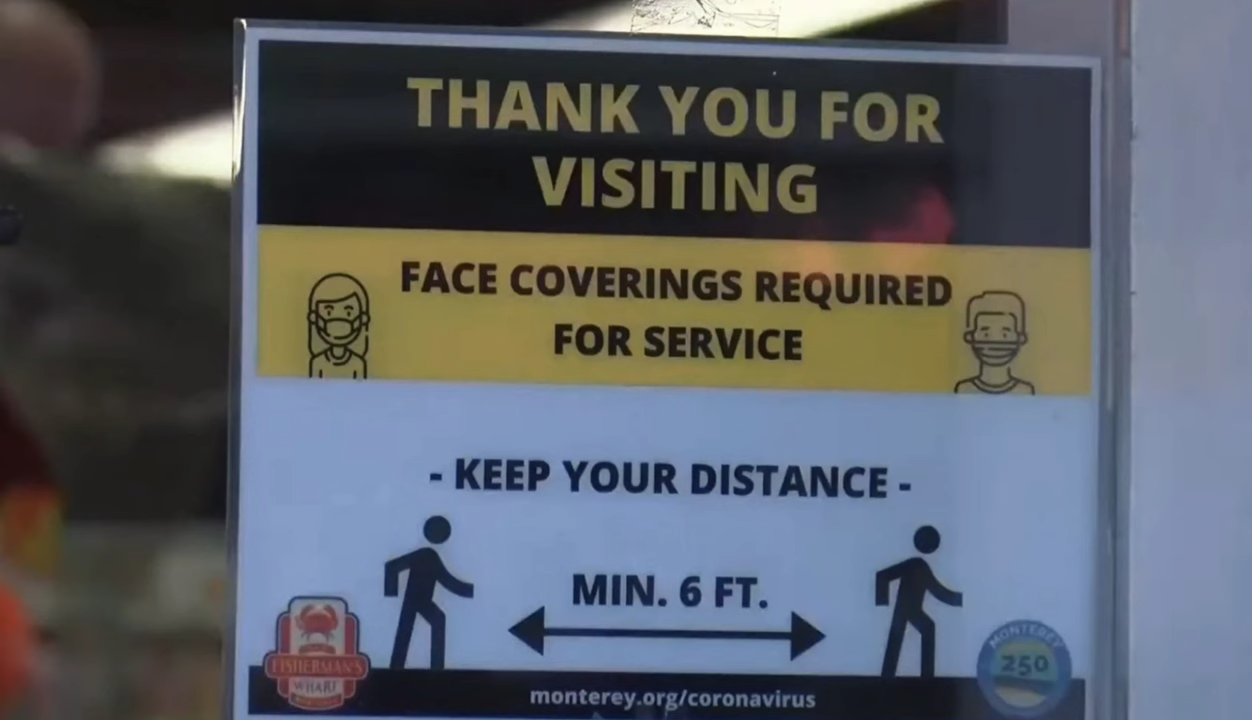 THANK YOU FOR
VISITING
FACE COVERINGS REQUIRED
FOR SERVICE
- KEEP YOUR DISTANCE -
MIN. 6 FT.
FISHERMAN'S
WHARF
MONTEREY
250
monterey.org/coronavirus